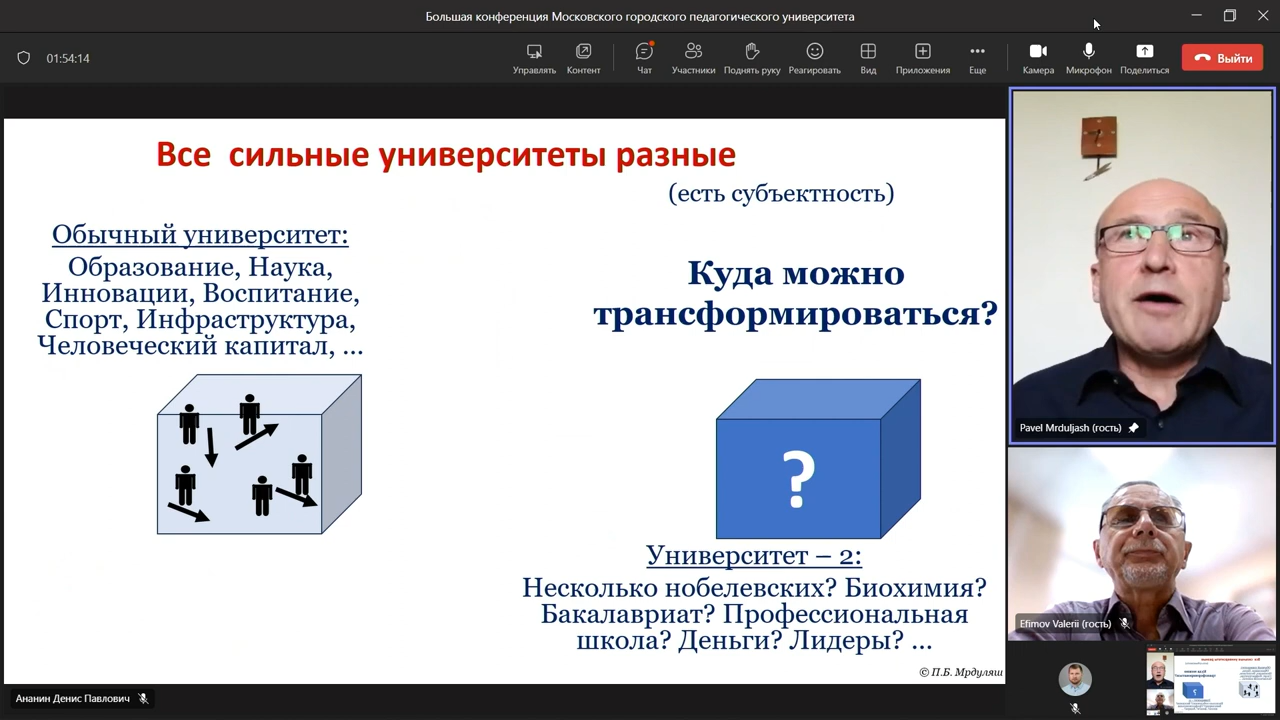 Большая конференция Московского городского педагогического университета
01:54:14
Управлять
Контент
Чат
Участники
Поднять руку
Реагировать
Вид
Приложения
Еще
Камера
Микрофон
Поделиться
Выйти
Все сильные университеты разные
(есть субъектность)
Обычный университет:
Образование, Наука,
Инновации, Воспитание,
Спорт, Инфраструктура,
Человеческий капитал, ...
Куда можно
трансформироваться?
?
Университет – 2:
Несколько нобелевских? Биохимия?
Бакалавриат? Профессиональная
школа? Деньги? Лидеры? ...
© П.Б. Мрдуляш
Pavel Mrduljash (гость)
Efimov Valerii (гость)
Ананин Денис Павлович